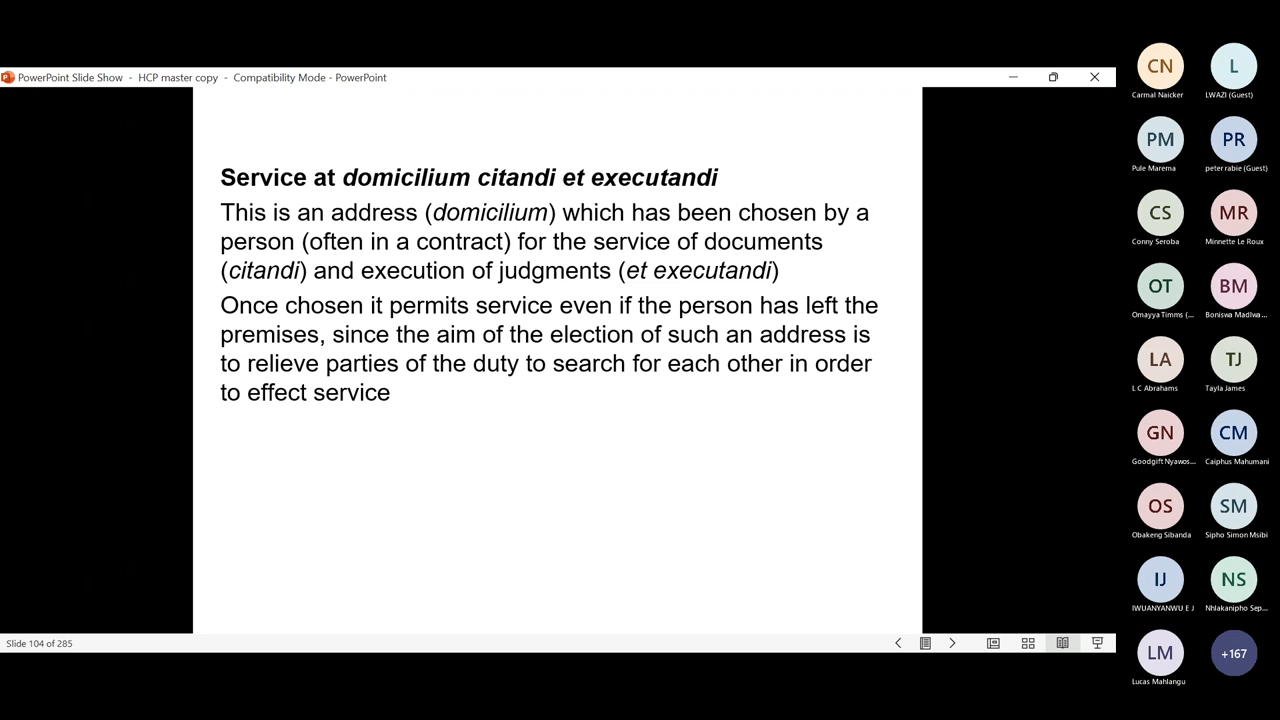 PowerPoint Slide Show - HCP master copy - Compatibility Mode - PowerPoint
Service at domicilium citandi et executandi
This is an address (domicilium) which has been chosen by a
person (often in a contract) for the service of documents
(citandi) and execution of judgments (et executandi)
Once chosen it permits service even if the person has left the
premises, since the aim of the election of such an address is
to relieve parties of the duty to search for each other in order
to effect service
Slide 104 of 285
CN L
Carmal Naicker LWAZI (Guest)
PM PR
Pule Marema peter rabie (Guest)
CS MR
Conny Seroba Minnette Le Roux
OT BM
Omayya Timms (... Boniswa Madlwa...
LA TJ
L C Abrahams Tayla James
GN CM
Goodgift Nyawos... Caiphus Mahumani
OS SM
Obakeng Sibanda Sipho Simon Msibi
IJ NS
IWUANYANWU E J Nhlakanipho Sep...
LM +167
Lucas Mahlangu